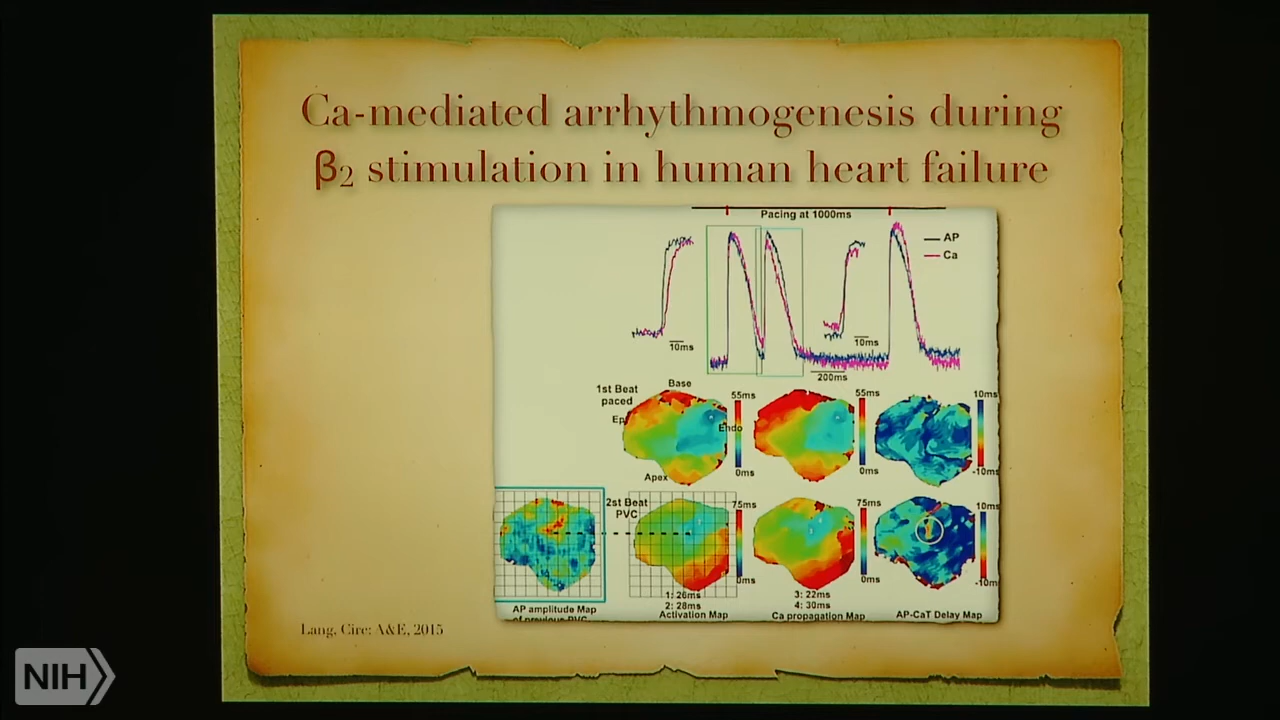 Ca-mediated arrhythmogenesis during
β2 stimulation in human heart failure
Pacing at 1000ms
AP
Ca
10ms
10ms
200ms
1st Beat
paced
Base
Endo
Apex
55ms
0ms
55ms
0ms
10ms
-10ms
2st Beat
PVC
75ms
0ms
75ms
0ms
10ms
-10ms
1: 26ms
2: 28ms
3: 22ms
4: 30ms
AP amplitude Map
of previous PVC
Activation Map
Ca propagation Map
AP-CaT Delay Map
Lang, Circ: A&E, 2015
NIH